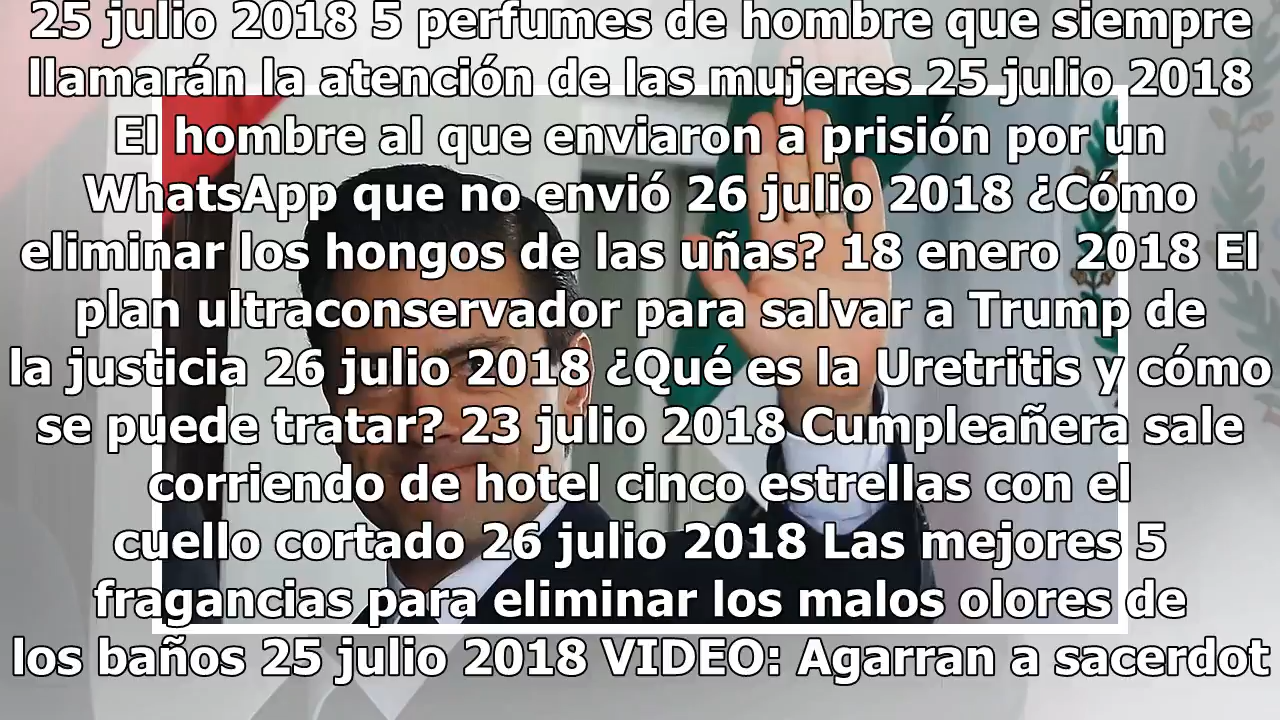 25 julio 2018 5 perfumes de hombre que siempre
llamarán la atención de las mujeres 25 julio 2018
El hombre al que enviaron a prisión por un
WhatsApp que no envió 26 julio 2018 ¿Cómo
eliminar los hongos de las uñas? 18 enero 2018 El
plan ultraconservador para salvar a Trump de
la justicia 26 julio 2018 ¿Qué es la Uretritis y cómo
se puede tratar? 23 julio 2018 Cumpleañera sale
corriendo de hotel cinco estrellas con el
cuello cortado 26 julio 2018 Las mejores 5
fragancias para eliminar los malos olores de
los baños 25 julio 2018 VIDEO: Agarran a sacerdot